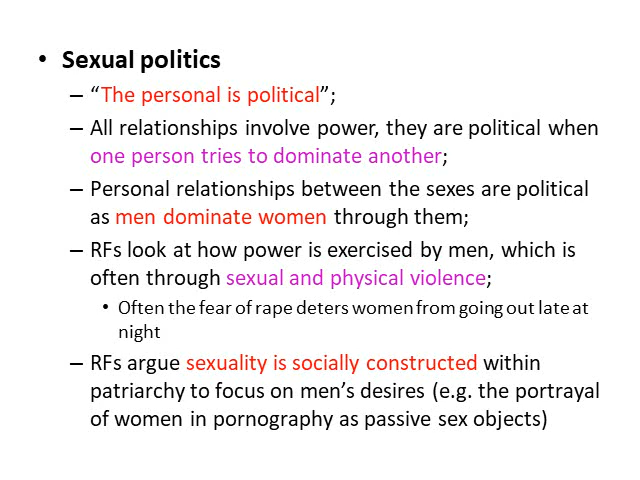 • Sexual politics
– “The personal is political”;
– All relationships involve power, they are political when
one person tries to dominate another;
– Personal relationships between the sexes are political
as men dominate women through them;
– RFs look at how power is exercised by men, which is
often through sexual and physical violence;
• Often the fear of rape deters women from going out late at
night
– RFs argue sexuality is socially constructed within
patriarchy to focus on men’s desires (e.g. the portrayal
of women in pornography as passive sex objects)